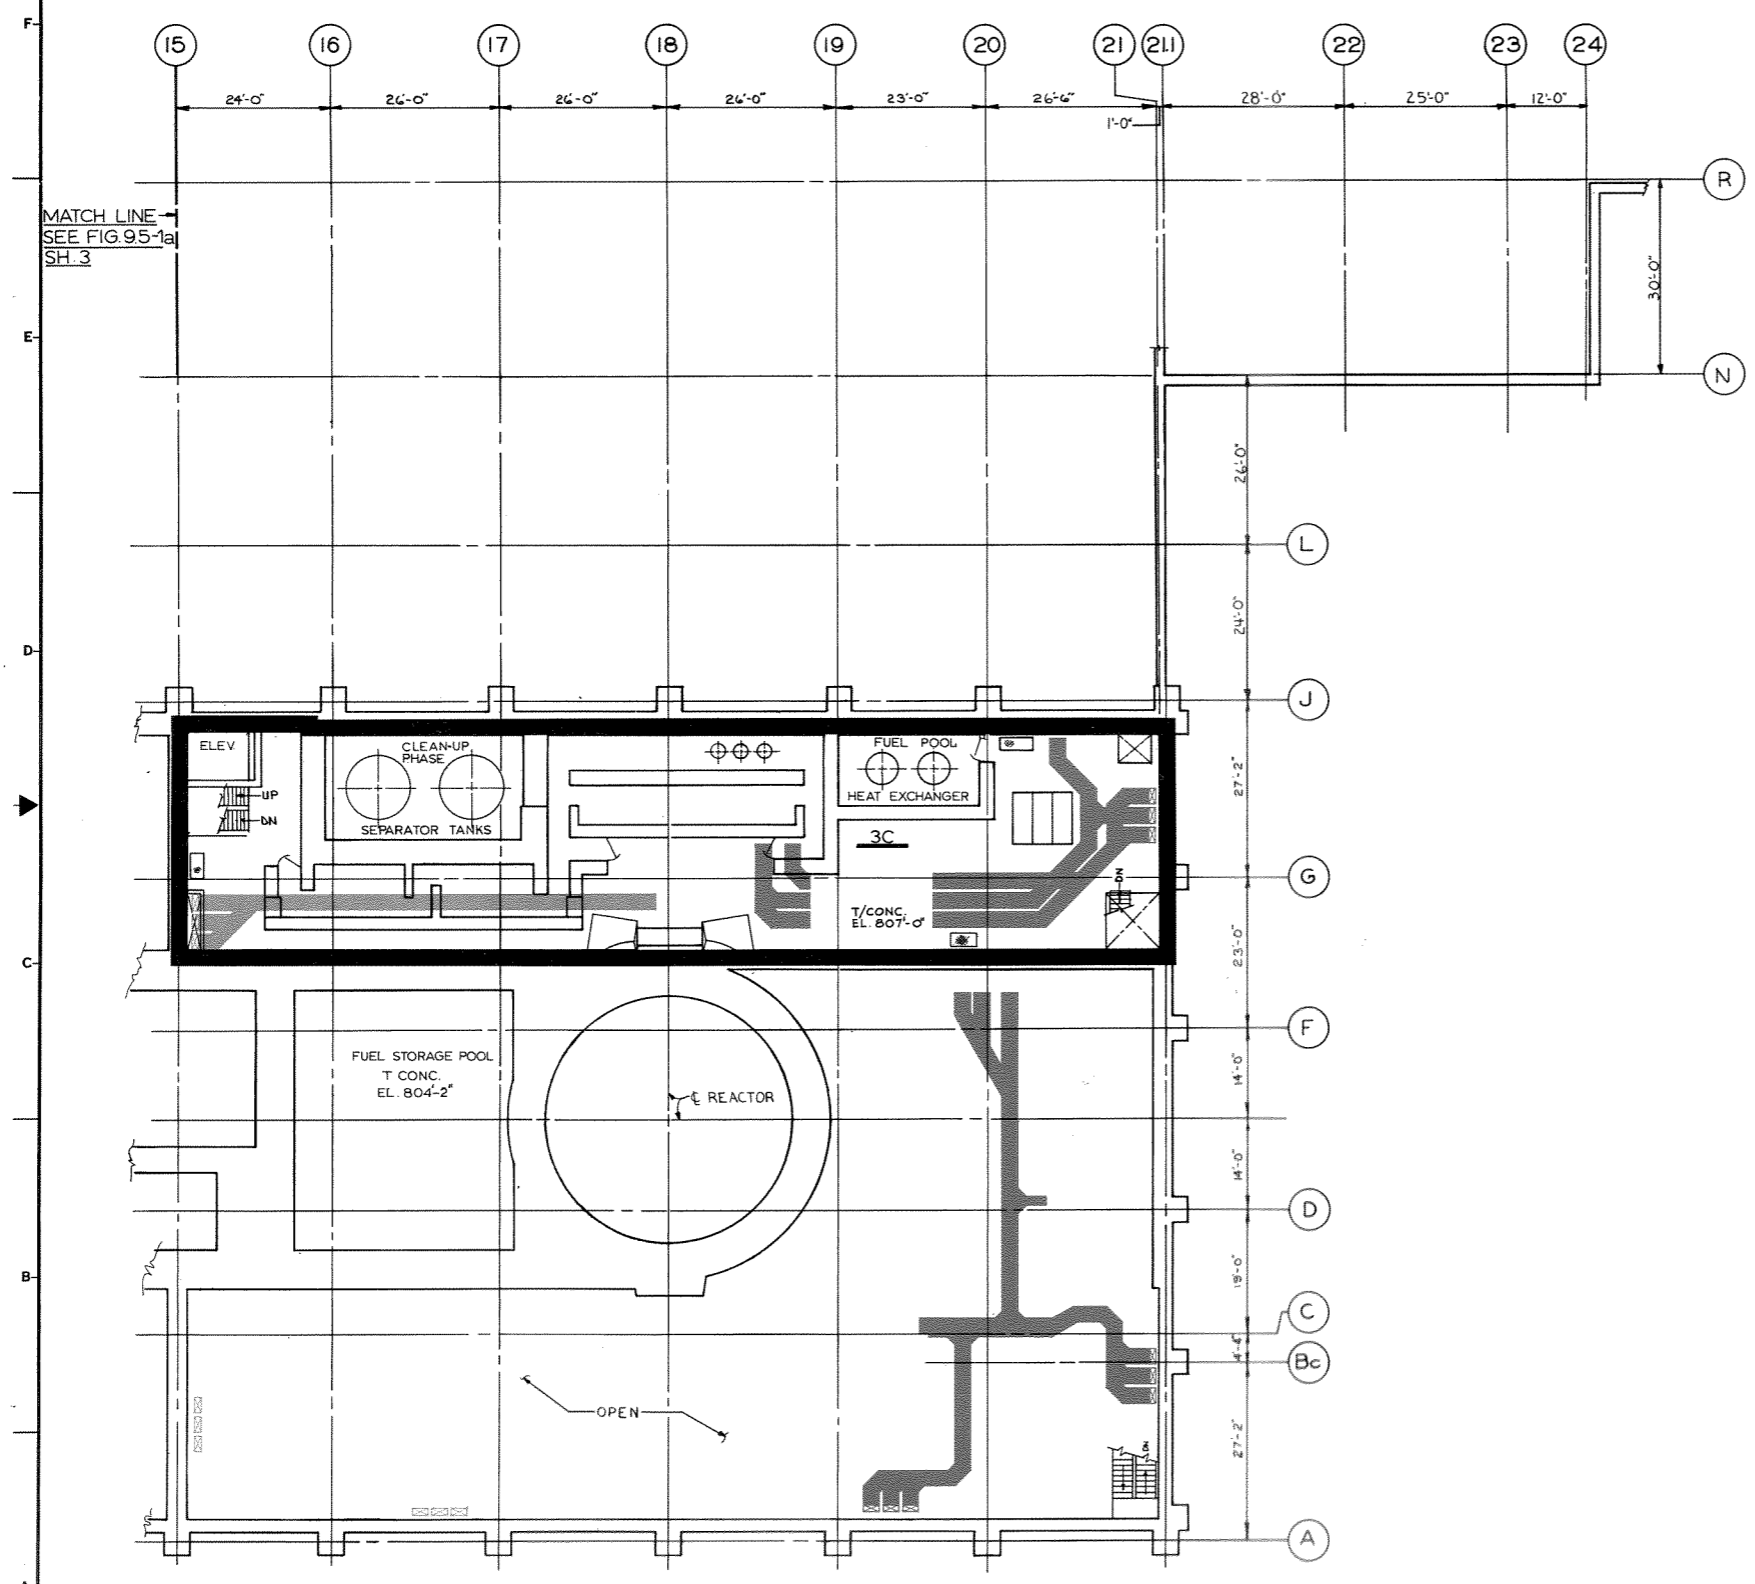 F
15 16 17 18 19 20 21 21.1 22 23 24
24'-0" 26'-0" 26'-0" 26'-0" 23'-0" 26'-6" 28'-0" 25'-0" 12'-0"
1'-0"
R
MATCH LINE
SEE FIG. 9.5-1a
SH. 3
30'-0"
E
N
26'-0"
L
24'-0"
D
J
ELEV
CLEAN-UP
PHASE
SEPARATOR TANKS
FUEL POOL
HEAT EXCHANGER
27'-2"
UP
DN
3C
G
DN
T/CONC.
EL. 807'-0"
23'-0"
C
F
FUEL STORAGE POOL
T CONC.
EL. 804'-2"
14'-0"
℄ REACTOR
14'-0"
D
19'-0"
B
C
4'-4"
Bc
OPEN
27'-2"
DN
A